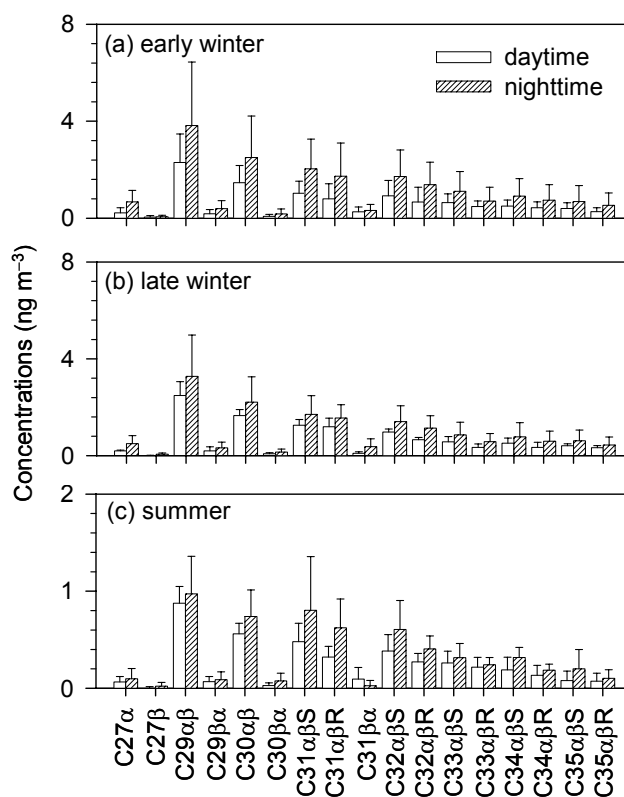 8
(a) early winter
daytime
nighttime
4
0
8
(b) late winter
4
0
2
(c) summer
1
0
Concentrations (ng m⁻³)
C27α
C27β
C29αβ
C29βα
C30αβ
C30βα
C31αβS
C31αβR
C31βα
C32αβS
C32αβR
C33αβS
C33αβR
C34αβS
C34αβR
C35αβS
C35αβR